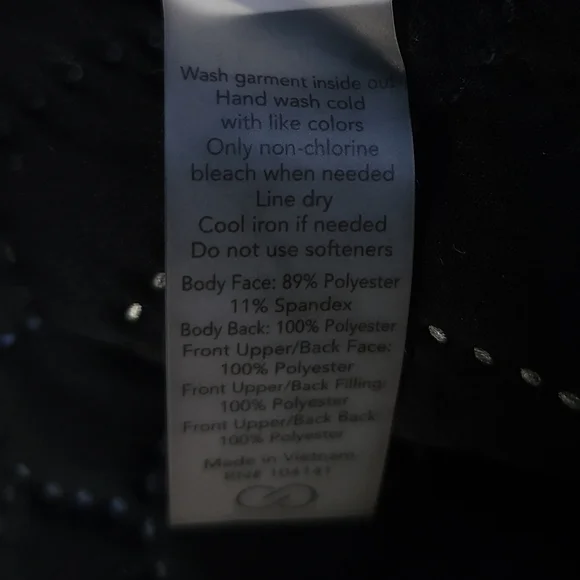 Wash garment inside out
Hand wash cold
with like colors
Only non-chlorine
bleach when needed
Line dry
Cool iron if needed
Do not use softeners
Body Face: 89% Polyester
11% Spandex
Body Back: 100% Polyester
Front Upper/Back Face:
100% Polyester
Front Upper/Back Filling:
100% Polyester
Front Upper/Back Back:
100% Polyester
Made in Vietnam
RN#